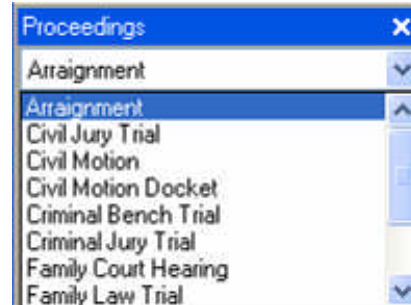 Proceedings
Arraignment
Arraignment
Civil Jury Trial
Civil Motion
Civil Motion Docket
Criminal Bench Trial
Criminal Jury Trial
Family Court Hearing
Family Law Trial